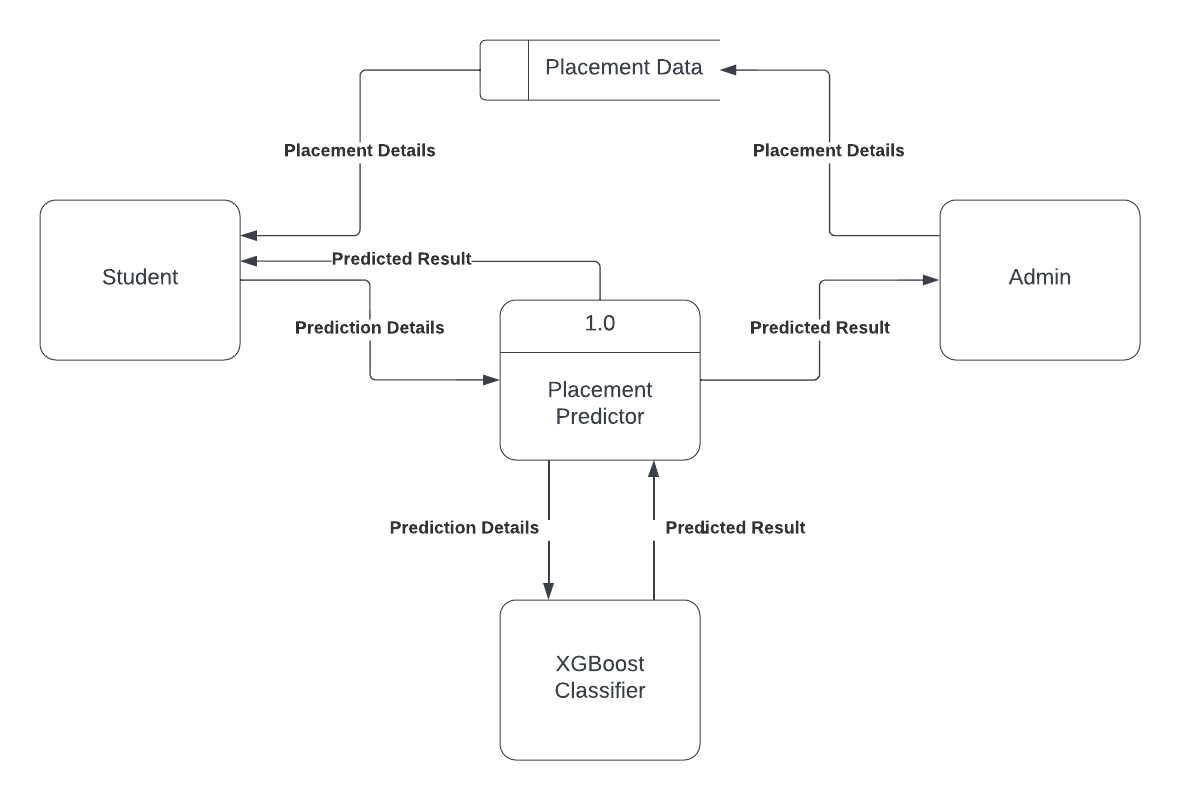 Placement Data
Placement Details
Placement Details
Student
Predicted Result
Admin
Prediction Details
1.0
Predicted Result
Placement
Predictor
Prediction Details
Predicted Result
XGBoost
Classifier